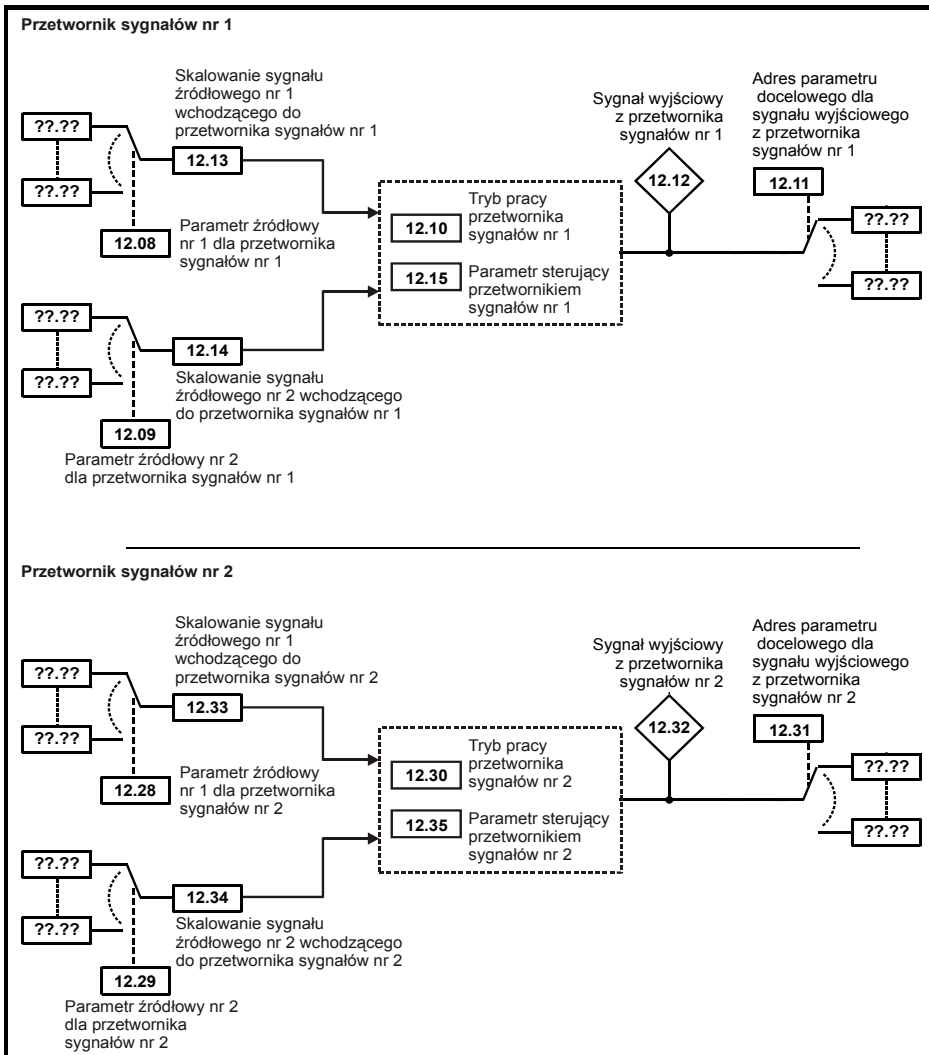 Przetwornik sygnałów nr 1
Skalowanie sygnału
źródłowego nr 1
wchodzącego do
przetwornika sygnałów nr 1
??.??
??.??
12.13
12.08
Parametr źródłowy
nr 1 dla przetwornika
sygnałów nr 1
??.??
??.??
12.14
Skalowanie sygnału
źródłowego nr 2 wchodzącego
do przetwornika sygnałów nr 1
12.09
Parametr źródłowy nr 2
dla przetwornika sygnałów nr 1
12.10
Tryb pracy
przetwornika
sygnałów nr 1
12.15
Parametr sterujący
przetwornikiem
sygnałów nr 1
Sygnał wyjściowy
z przetwornika
sygnałów nr 1
12.12
Adres parametru
docelowego dla
sygnału wyjściowego
z przetwornika
sygnałów nr 1
12.11
??.??
??.??
Przetwornik sygnałów nr 2
Skalowanie sygnału
źródłowego nr 1
wchodzącego do
przetwornika sygnałów nr 2
??.??
??.??
12.33
12.28
Parametr źródłowy
nr 1 dla przetwornika
sygnałów nr 2
??.??
??.??
12.34
Skalowanie sygnału
źródłowego nr 2 wchodzącego
do przetwornika sygnałów nr 2
12.29
Parametr źródłowy nr 2
dla przetwornika
sygnałów nr 2
12.30
Tryb pracy
przetwornika
sygnałów nr 2
12.35
Parametr sterujący
przetwornikiem
sygnałów nr 2
Sygnał wyjściowy
z przetwornika
sygnałów nr 2
12.32
Adres parametru
docelowego dla
sygnału wyjściowego
z przetwornika
sygnałów nr 2
12.31
??.??
??.??